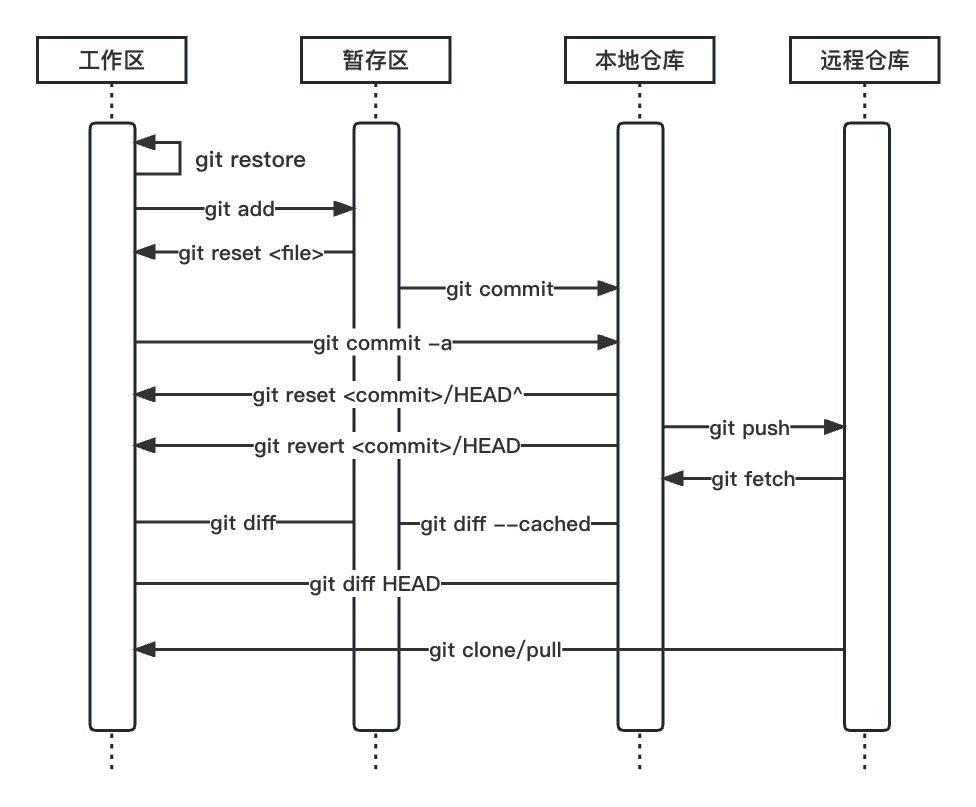 工作区
暂存区
本地仓库
远程仓库
git restore
git add
git reset <file>
git commit
git commit -a
git reset <commit>/HEAD^
git push
git revert <commit>/HEAD
git fetch
git diff
git diff --cached
git diff HEAD
git clone/pull